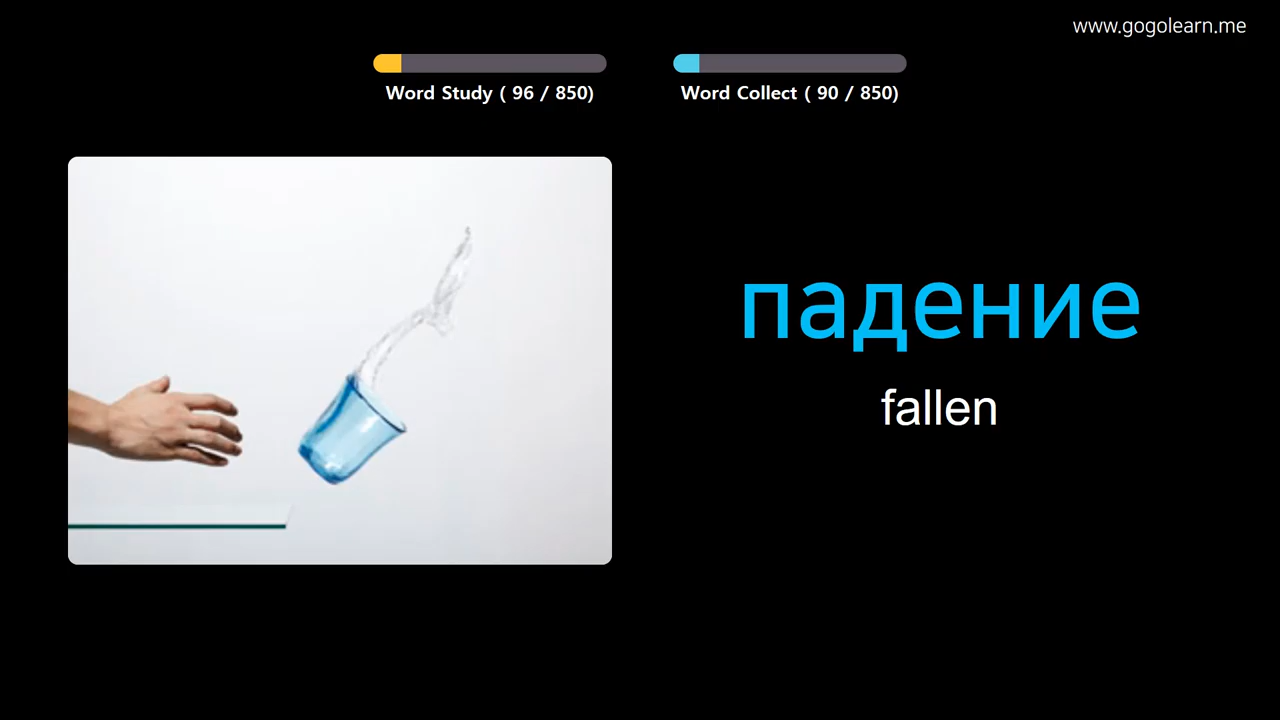 www.gogolearn.me
Word Study ( 96 / 850)
Word Collect ( 90 / 850)
падение
fallen